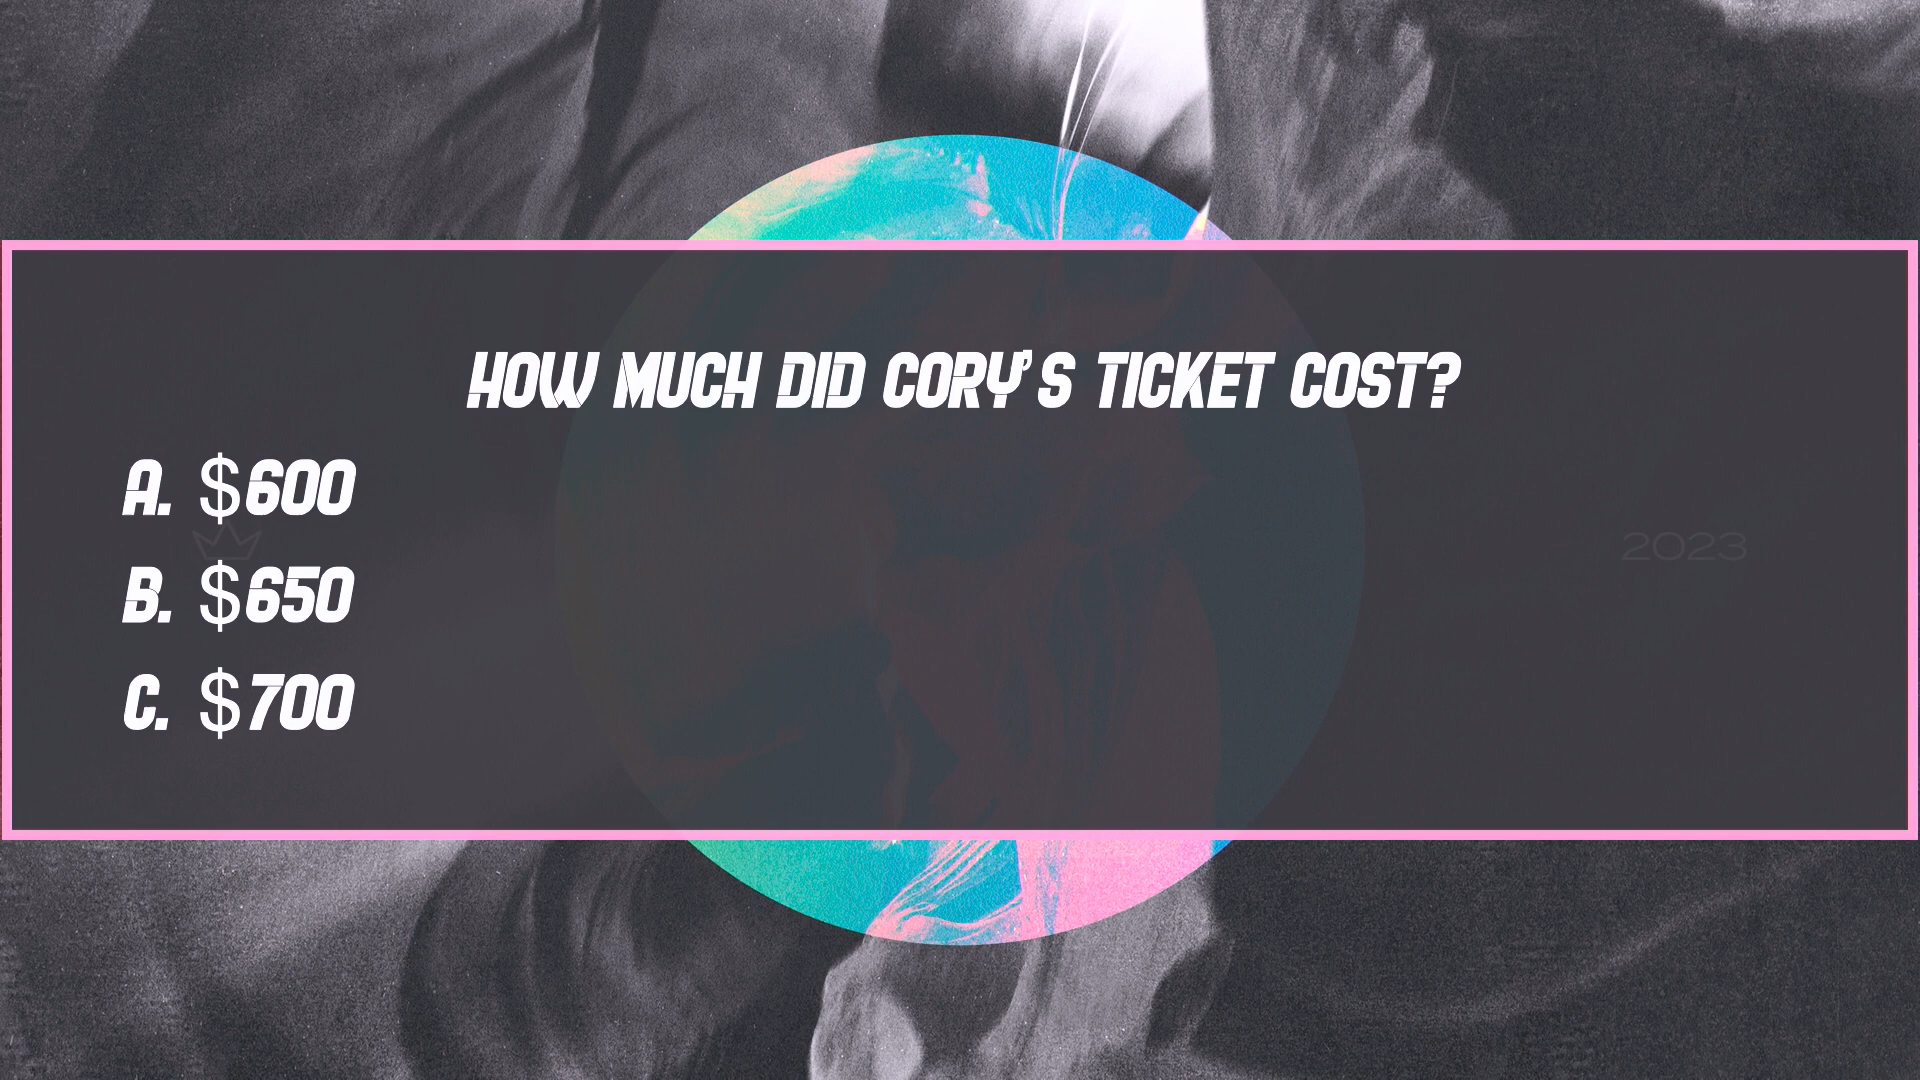 HOW MUCH DID CORY'S TICKET COST?
A. $600
B. $650
C. $700
2023